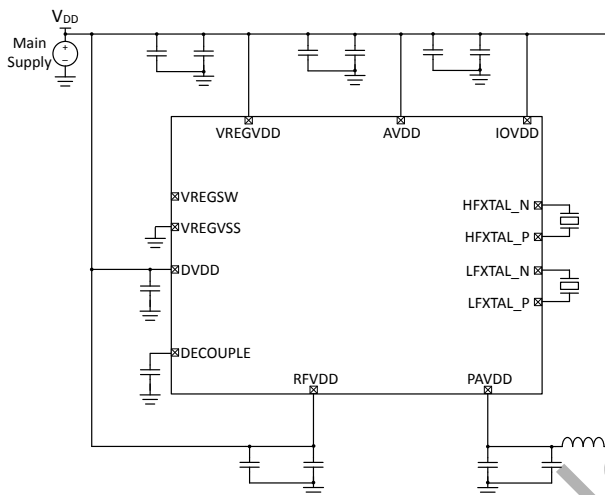 VDD
Main
Supply
+
-
VREGVDD
AVDD
IOVDD
VREGSW
HFXTAL_N
VREGVSS
HFXTAL_P
DVDD
LFXTAL_N
LFXTAL_P
DECOUPLE
RFVDD
PAVDD